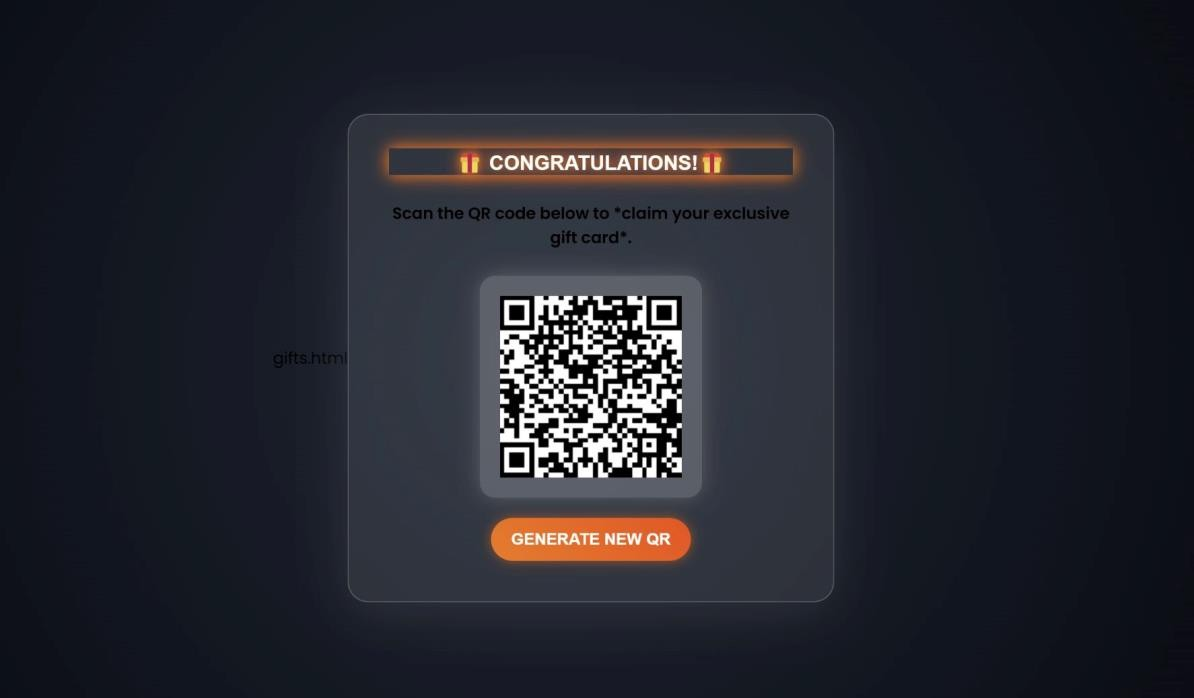 🎁 CONGRATULATIONS! 🎁
Scan the QR code below to *claim your exclusive
gift card*.
gifts.html
GENERATE NEW QR